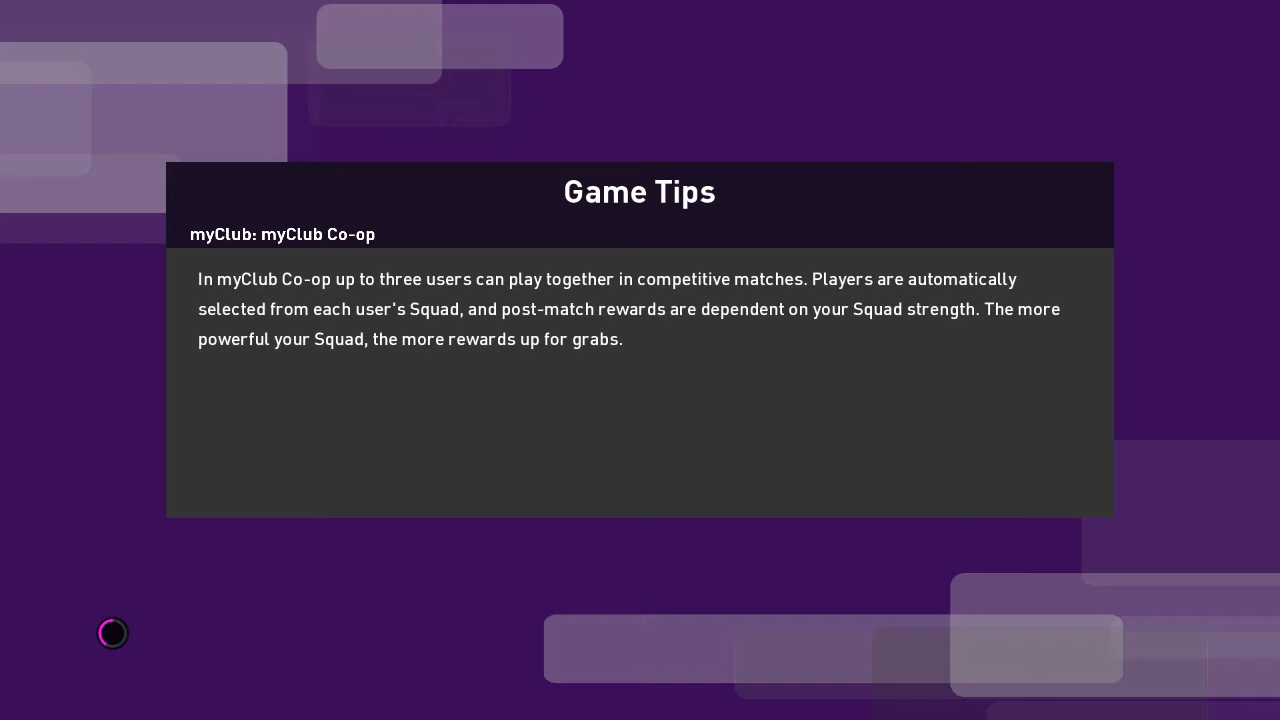 Game Tips
myClub: myClub Co-op
In myClub Co-op up to three users can play together in competitive matches. Players are automatically
selected from each user's Squad, and post-match rewards are dependent on your Squad strength. The more
powerful your Squad, the more rewards up for grabs.